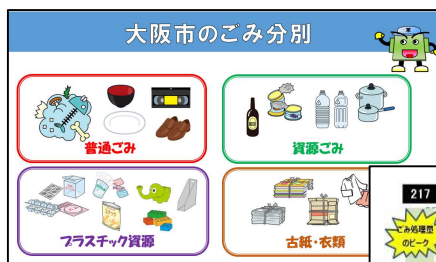 大阪市のごみ分別
普通ごみ
資源ごみ
プラスチック資源
古紙・衣類
217
ごみ処理量
のピーク